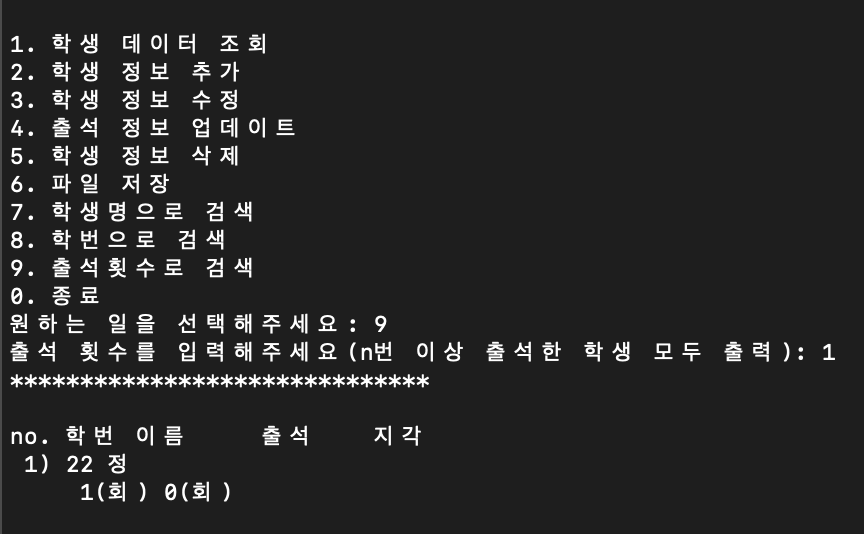 1. 학생 데이터 조회
2. 학생 정보 추가
3. 학생 정보 수정
4. 출석 정보 업데이트
5. 학생 정보 삭제
6. 파일 저장
7. 학생명으로 검색
8. 학번으로 검색
9. 출석횟수로 검색
0. 종료
원하는 일을 선택해주세요: 9
출석 횟수를 입력해주세요(n번 이상 출석한 학생 모두 출력): 1
******************************
no. 학번 이름 출석 지각
1) 22 정
1(회) 0(회)